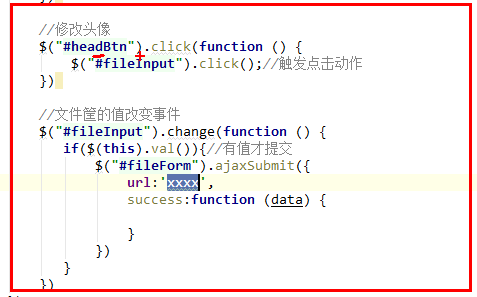 })
//修改头像
$("#headBtn").click(function () {
$("#fileInput").click();//触发点击动作
})
//文件筐的值改变事件
$("#fileInput").change(function () {
if($(this).val()){//有值才提交
$("#fileForm").ajaxSubmit({
url:'xxxx',
success:function (data) {
}
})
}
})